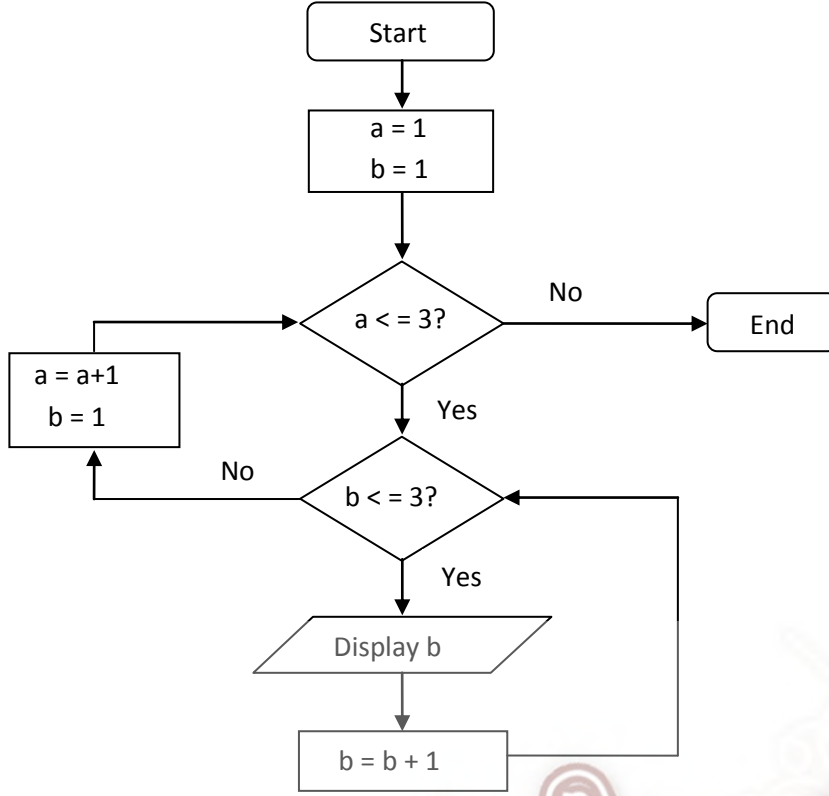 Start
a = 1
b = 1
a < = 3?
No
End
a = a+1
b = 1
Yes
No
b < = 3?
Yes
Display b
b = b + 1